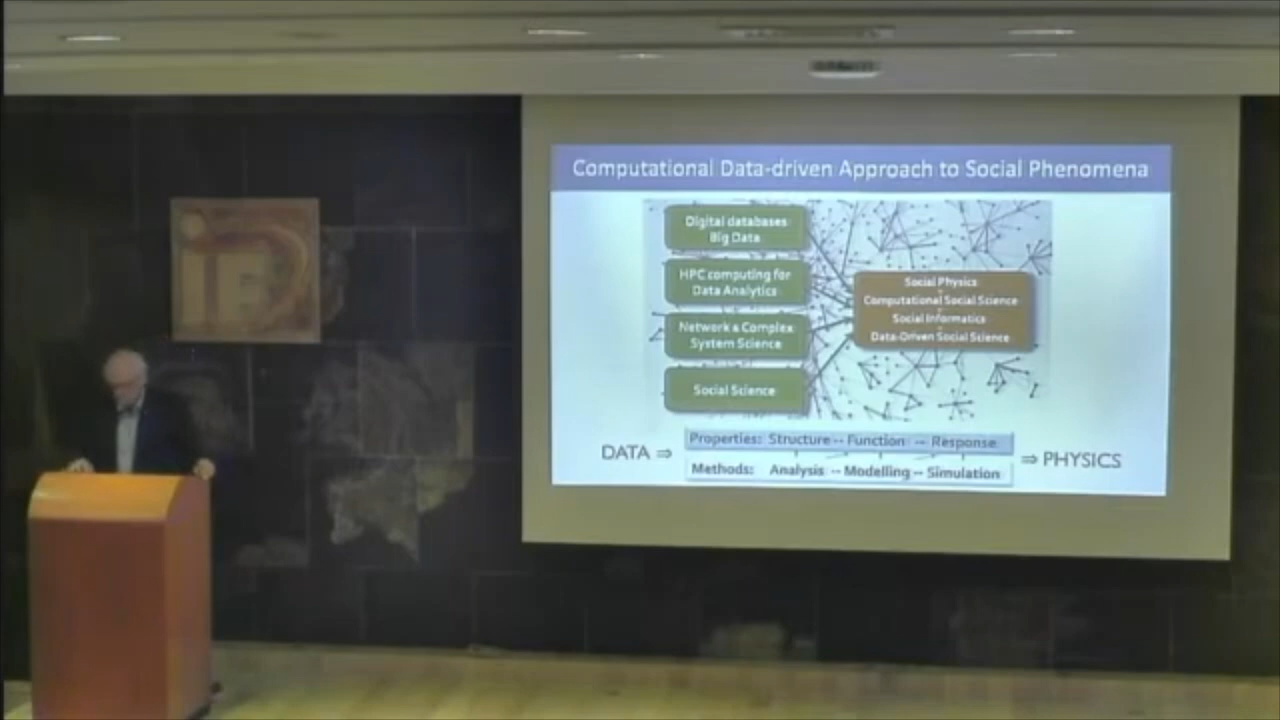 Computational Data-driven Approach to Social Phenomena
Digital databases
Big Data
HPC computing for
Data Analytics
Network & Complex
System Science
Social Science
Social Physics
Computational Social Science
Social Informatics
Data-Driven Social Science
DATA ⇒
Properties: Structure -- Function -- Response
Methods: Analysis -- Modelling -- Simulation
⇒ PHYSICS